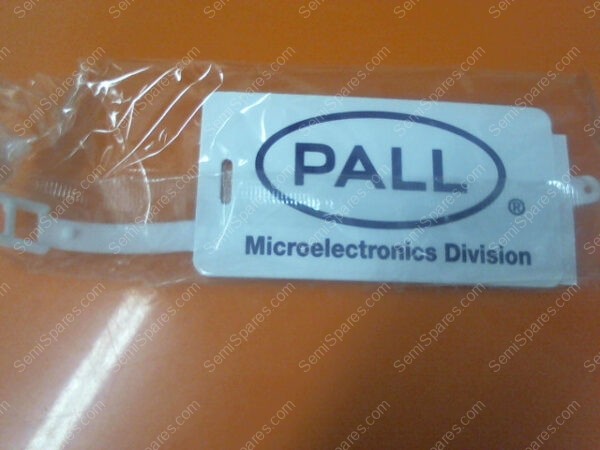 PALL
®
Microelectronics Division
SemiSpares.com